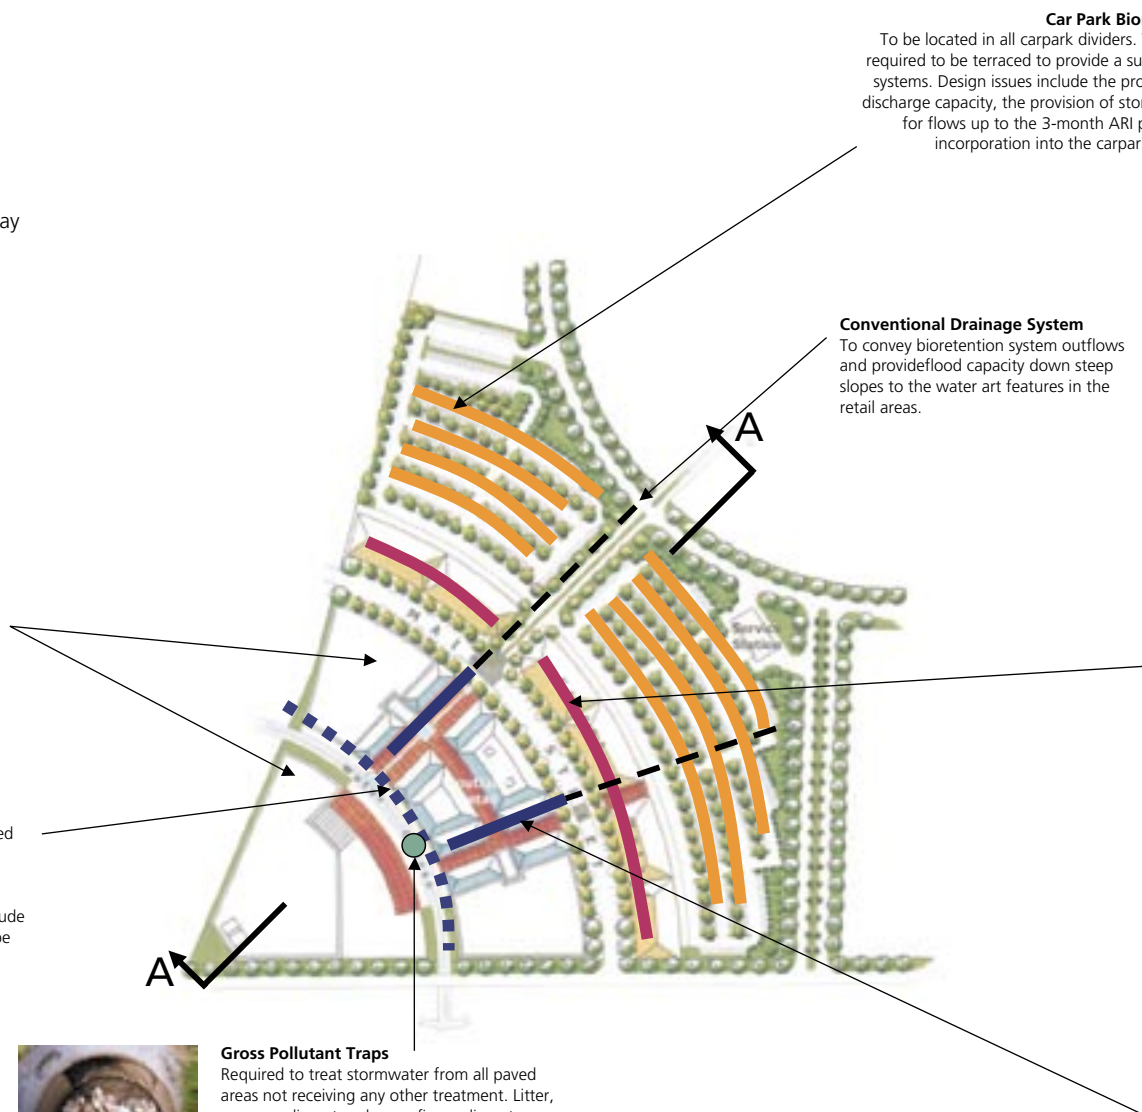 Car Park Bio
To be located in all carpark dividers.
required to be terraced to provide a su
systems. Design issues include the pro
discharge capacity, the provision of stor
for flows up to the 3-month ARI p
incorporation into the carpar
ay
Conventional Drainage System
To convey bioretention system outflows
and provideflood capacity down steep
slopes to the water art features in the
retail areas.
A
Service
Station
MAI
ST
ed
ude
be
A
Gross Pollutant Traps
Required to treat stormwater from all paved
areas not receiving any other treatment. Litter,